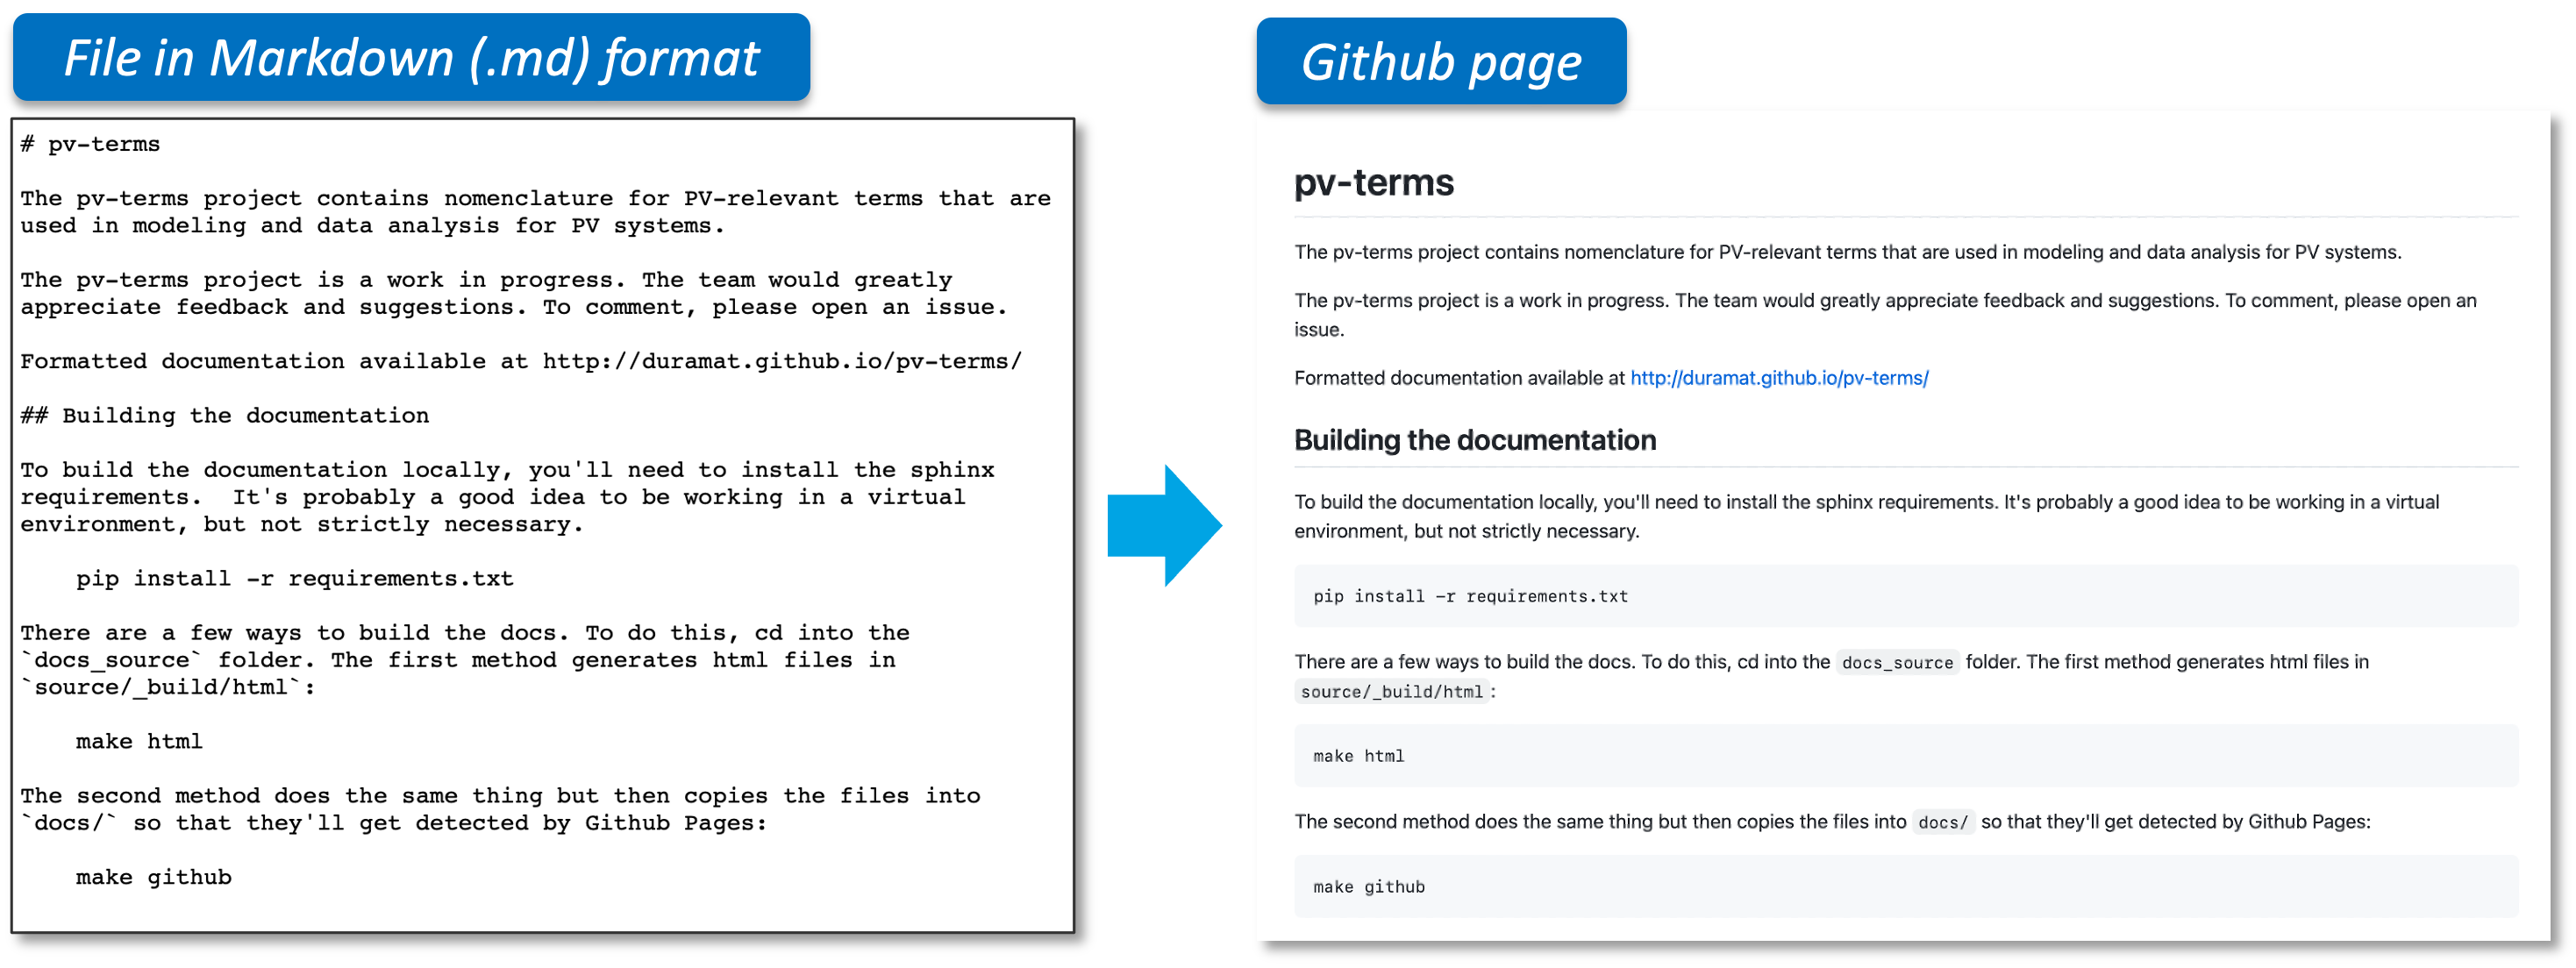 File in Markdown (.md) format
# pv-terms
The pv-terms project contains nomenclature for PV-relevant terms that are
used in modeling and data analysis for PV systems.
The pv-terms project is a work in progress. The team would greatly
appreciate feedback and suggestions. To comment, please open an issue.
Formatted documentation available at http://duramat.github.io/pv-terms/
## Building the documentation
To build the documentation locally, you'll need to install the sphinx
requirements.  It's probably a good idea to be working in a virtual
environment, but not strictly necessary.
    pip install -r requirements.txt
There are a few ways to build the docs. To do this, cd into the
`docs_source` folder. The first method generates html files in
`source/_build/html`:
    make html
The second method does the same thing but then copies the files into
`docs/` so that they'll get detected by Github Pages:
    make github
Github page
pv-terms
The pv-terms project contains nomenclature for PV-relevant terms that are used in modeling and data analysis for PV systems.
The pv-terms project is a work in progress. The team would greatly appreciate feedback and suggestions. To comment, please open an
issue.
Formatted documentation available at http://duramat.github.io/pv-terms/
Building the documentation
To build the documentation locally, you'll need to install the sphinx requirements. It's probably a good idea to be working in a virtual
environment, but not strictly necessary.
pip install -r requirements.txt
There are a few ways to build the docs. To do this, cd into the docs_source folder. The first method generates html files in
source/_build/html :
make html
The second method does the same thing but then copies the files into docs/ so that they'll get detected by Github Pages:
make github